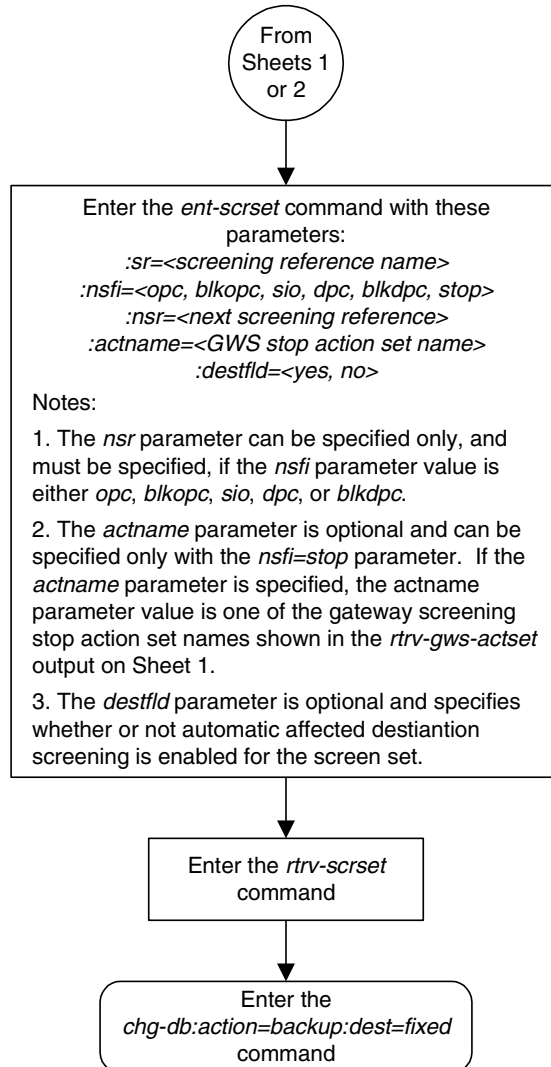 From
Sheets 1
or 2
Enter the ent-scrset command with these
parameters:
:sr=<screening reference name>
:nsfi=<opc, blkopc, sio, dpc, blkdpc, stop>
:nsr=<next screening reference>
:actname=<GWS stop action set name>
:destfld=<yes, no>
Notes:
1. The nsr parameter can be specified only, and
must be specified, if the nsfi parameter value is
either opc, blkopc, sio, dpc, or blkdpc.
2. The actname parameter is optional and can be
specified only with the nsfi=stop parameter.  If the
actname parameter is specified, the actname
parameter value is one of the gateway screening
stop action set names shown in the rtrv-gws-actset
output on Sheet 1.
3. The destfld parameter is optional and specifies
whether or not automatic affected destiantion
screening is enabled for the screen set.
Enter the rtrv-scrset
command
Enter the
chg-db:action=backup:dest=fixed
command